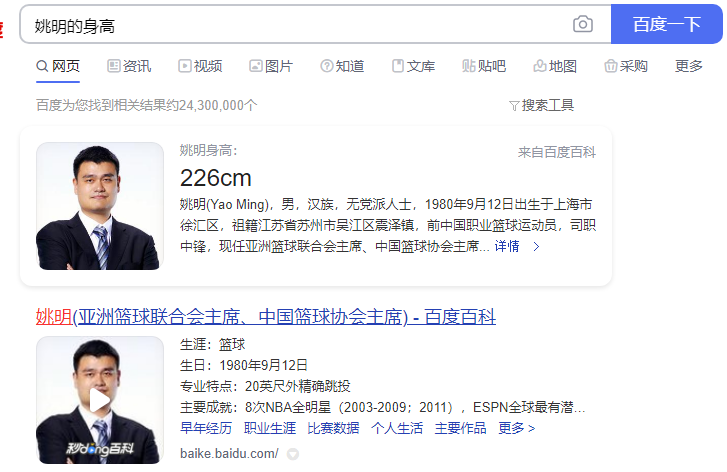 姚明的身高
百度一下
网页 资讯 视频 图片 知道 文库 贴吧 地图 采购 更多
百度为您找到相关结果约24,300,000个 搜索工具
姚明身高： 来自百度百科
226cm
姚明(Yao Ming)，男，汉族，无党派人士，1980年9月12日出生于上海市
徐汇区，祖籍江苏省苏州市吴江区震泽镇，前中国职业篮球运动员，司职
中锋，现任亚洲篮球联合会主席、中国篮球协会主席... 详情 >
姚明(亚洲篮球联合会主席、中国篮球协会主席) - 百度百科
生涯：篮球
生日：1980年9月12日
专业特点：20英尺外精确跳投
主要成就：8次NBA全明星（2003-2009；2011），ESPN全球最有潜...
早年经历 职业生涯 比赛数据 个人生活 主要作品 更多 >
秒dong百科
baike.baidu.com/